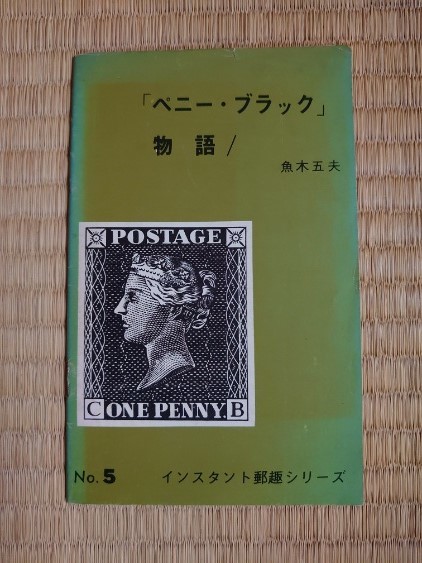 「ペニー・ブラック」
物語/
魚木五夫
POSTAGE
C ONE PENNY. B
No. 5 インスタント郵趣シリーズ